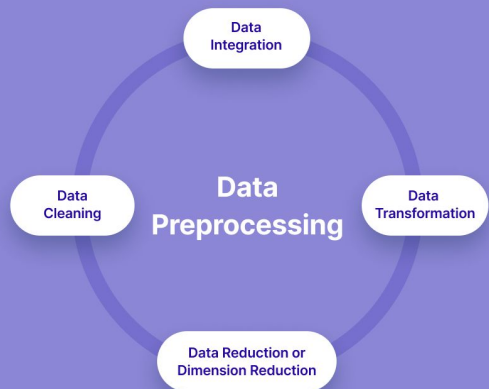 Data
Integration
Data
Cleaning
Data
Preprocessing
Data
Transformation
Data Reduction or
Dimension Reduction